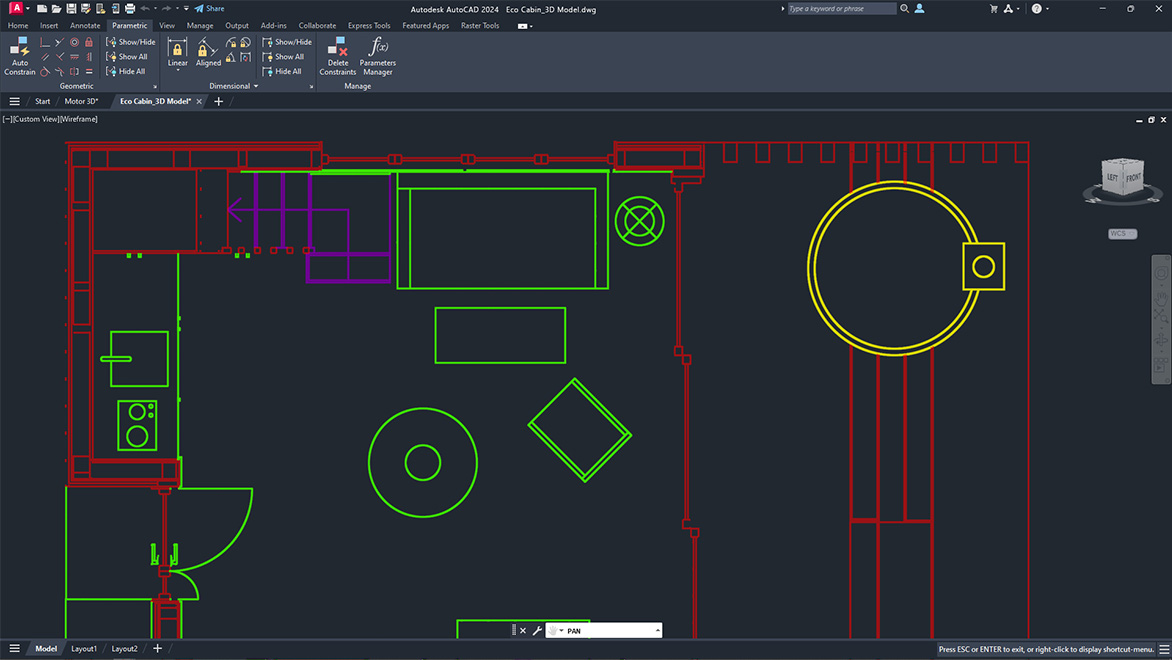 A Share Autodesk AutoCAD 2024 Eco Cabin_3D Model.dwg Type a keyword or phrase
Home Insert Annotate Parametric View Manage Output Add-ins Collaborate Express Tools Featured Apps Raster Tools
Auto Constrain
Show/Hide
Show All
Hide All
Geometric
Linear
Aligned
Show/Hide
Show All
Hide All
Dimensional
Delete Constraints
f(x)
Parameters Manager
Manage
Start Motor 3D* Eco Cabin_3D Model*
[−][Custom View][Wireframe]
LEFT FRONT
WCS
PAN
Model Layout1 Layout2
Press ESC or ENTER to exit, or right-click to display shortcut-menu.